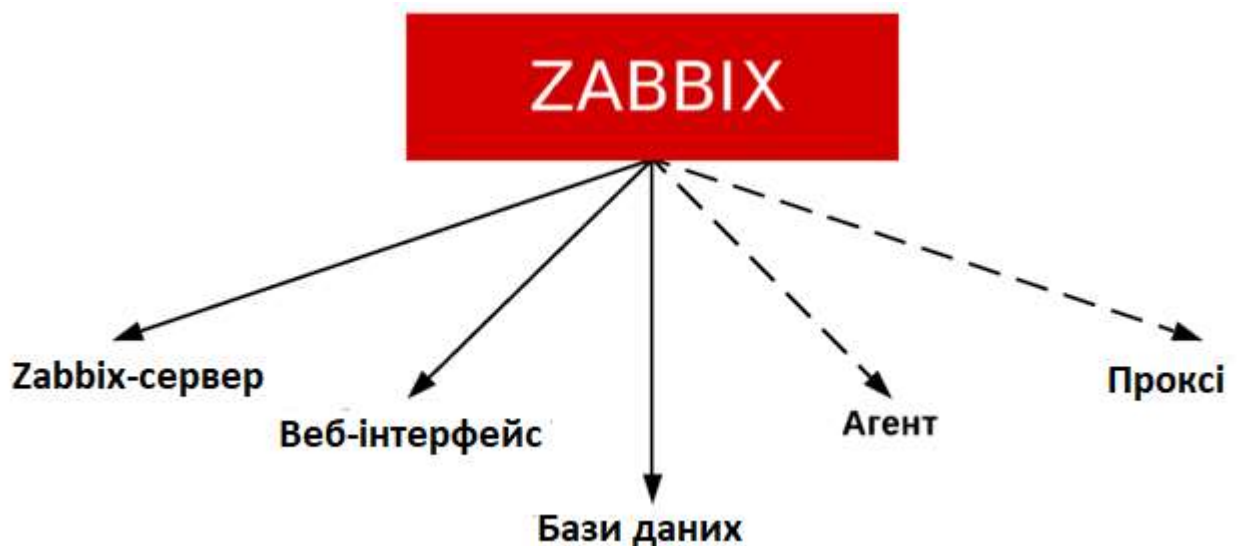 ZABBIX
Zabbix-сервер
Веб-інтерфейс
Бази даних
Агент
Проксі